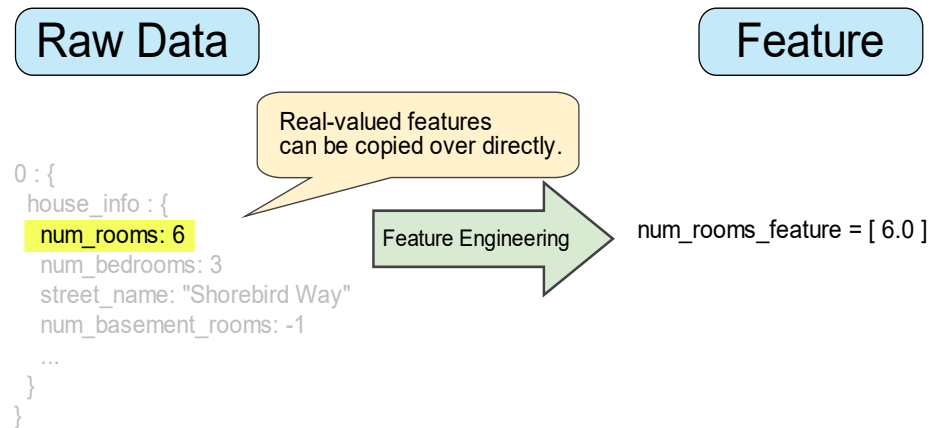 Raw Data
Feature
Real-valued features
can be copied over directly.
0 : {
house_info : {
num_rooms: 6
num_bedrooms: 3
street_name: "Shorebird Way"
num_basement_rooms: -1
...
}
}
Feature Engineering
num_rooms_feature = [ 6.0 ]